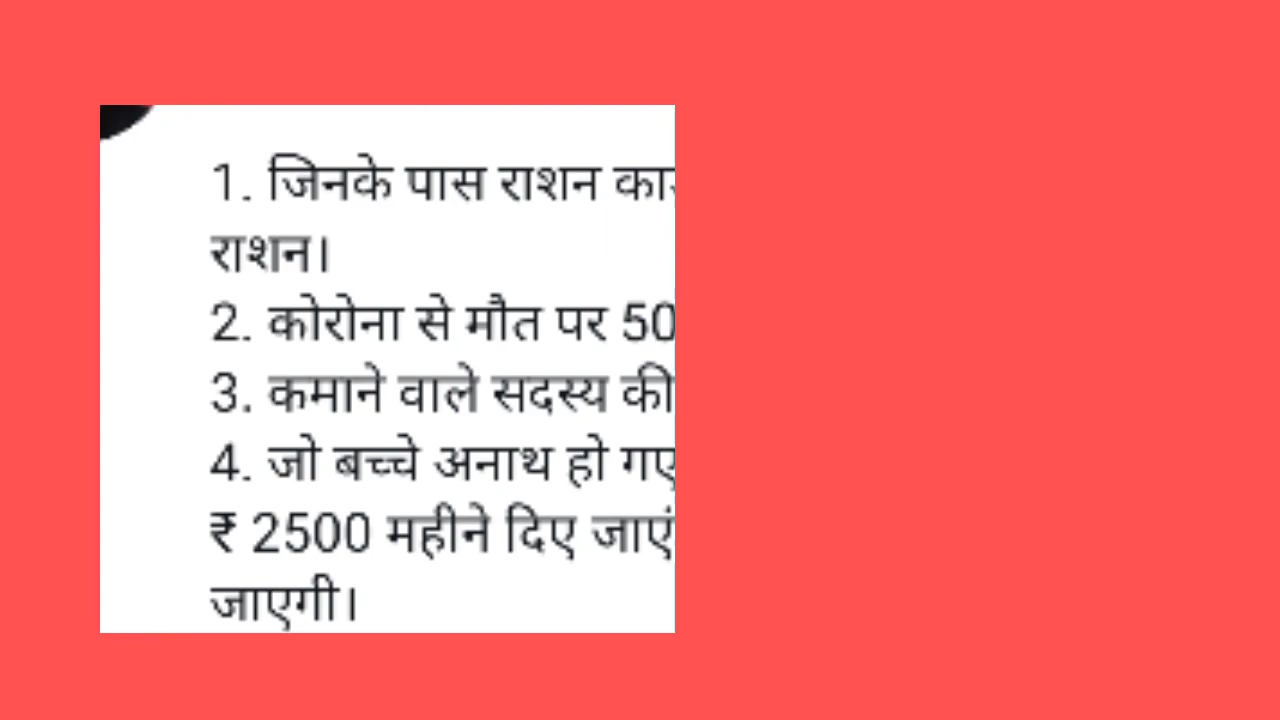 1. जिनके पास राशन
राशन।
2. कोरोना से मौत पर 50
3. कमाने वाले सदस्य की
4. जो बच्चे अनाथ हो गए
₹ 2500 महीने दिए जाएं
जाएगी।